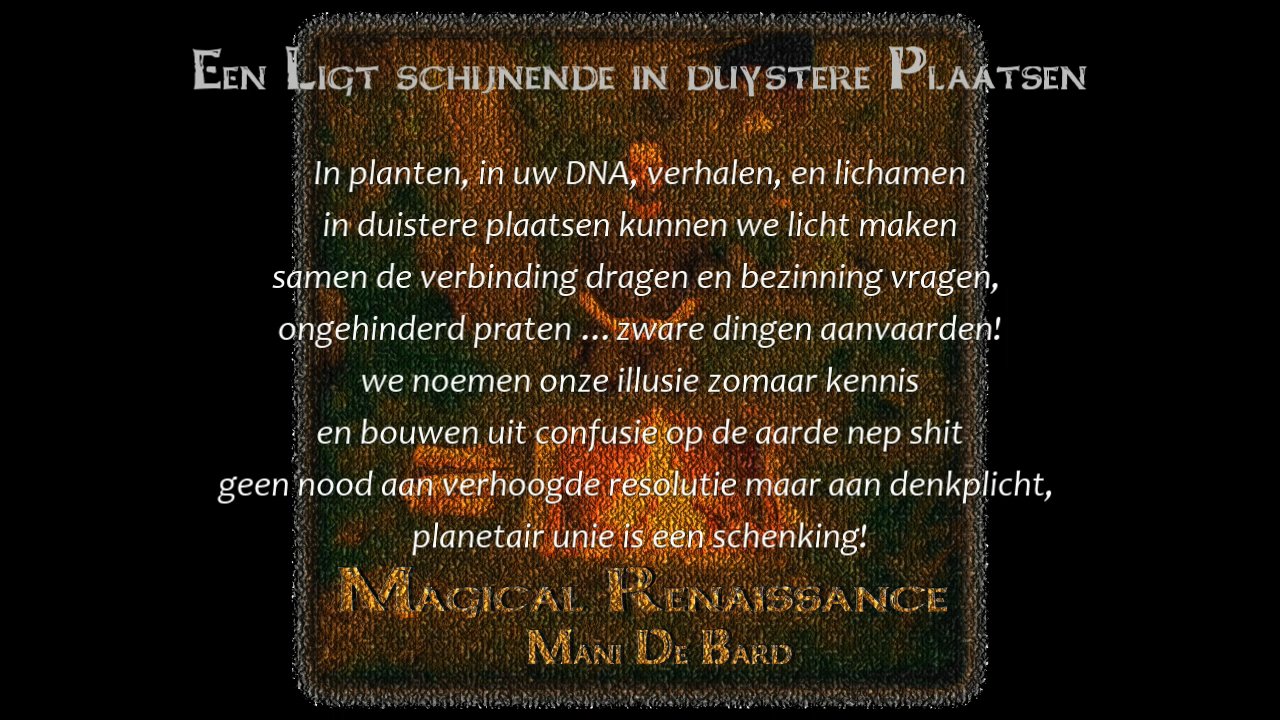 Een Ligt schijnende in duystere Plaatsen
In planten, in uw DNA, verhalen, en lichamen
in duistere plaatsen kunnen we licht maken
samen de verbinding dragen en bezinning vragen,
ongehinderd praten ... zware dingen aanvaarden!
we noemen onze illusie zomaar kennis
en bouwen uit confusie op de aarde nep shit
geen nood aan verhoogde resolutie maar aan denkplicht,
planetair unie is een schenking!
Magical Renaissance
Mani De Bard